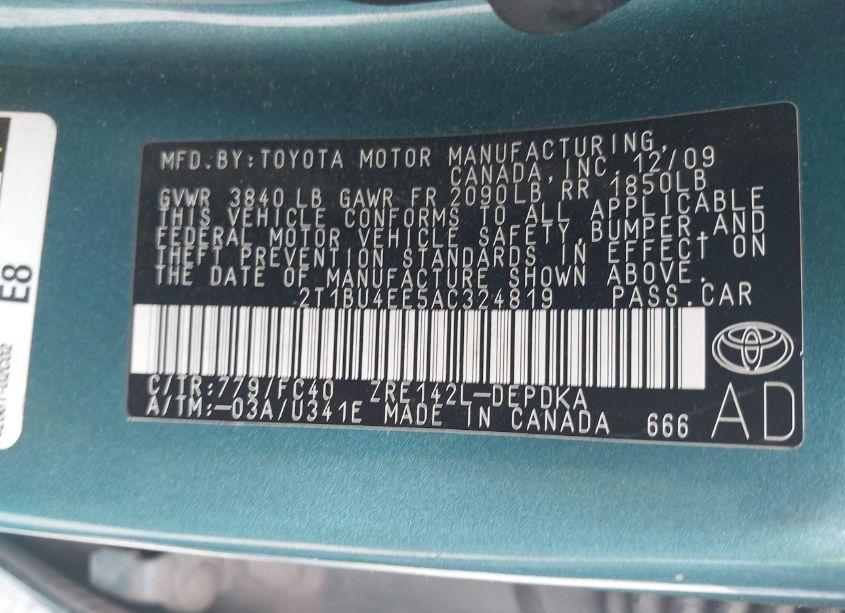 MFD.BY:TOYOTA MOTOR MANUFACTURING,
CANADA,INC. 12/09
GVWR 3840LB GAWR FR 2090LB RR 1850LB
THIS VEHICLE CONFORMS TO ALL APPLICABLE
FEDERAL MOTOR VEHICLE SAFETY,BUMPER,AND
THEFT PREVENTION STANDARDS IN EFFECT ON
THE DATE OF MANUFACTURE SHOWN ABOVE.
2T1BU4EE5AC324819 PASS.CAR
C/TR:779/FC40 ZRE142L-DEPDKA
A/TM:-03A/U341E MADE IN CANADA 666
AD
E8